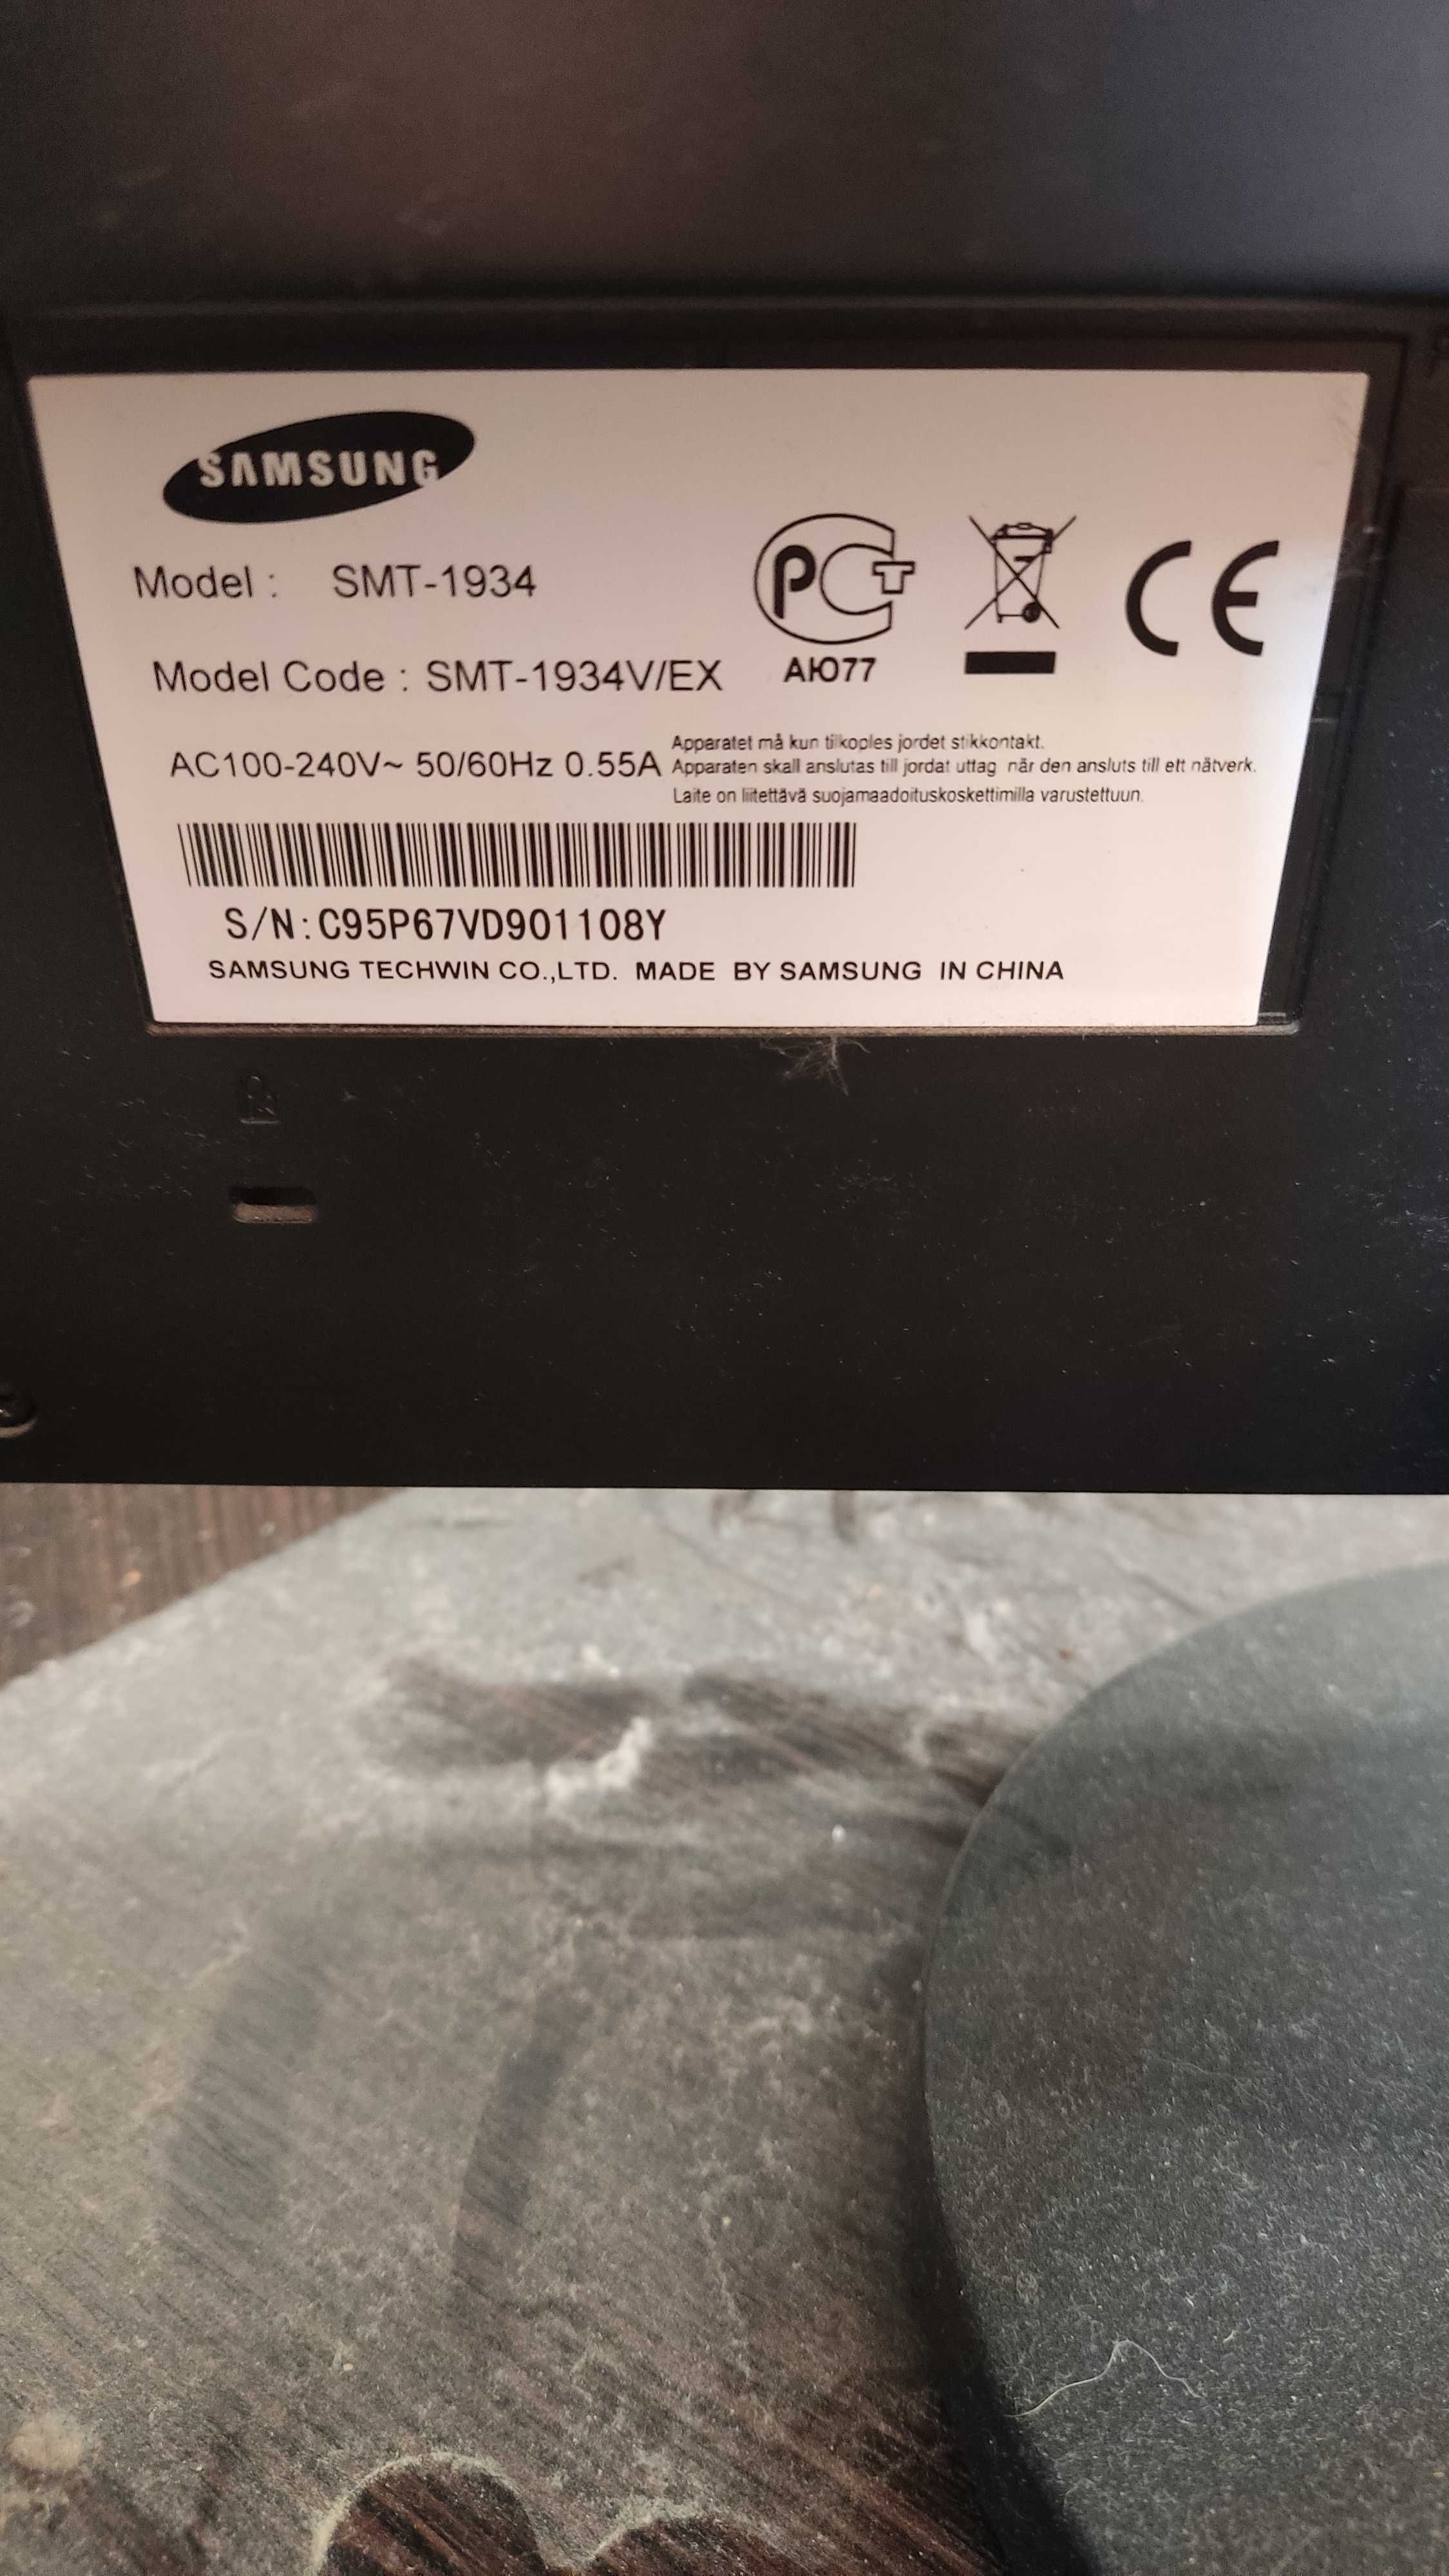 SAMSUNG
Model : SMT-1934
Model Code : SMT-1934V/EX
РСТ
АЮ77
CE
AC100-240V~ 50/60Hz 0.55A
Apparatet må kun tilkoples jordet stikkontakt.
Apparaten skall anslutas till jordat uttag när den ansluts till ett nätverk.
Laite on liitettävä suojamaadoituskoskettimilla varustettuun.
S/N:C95P67VD901108Y
SAMSUNG TECHWIN CO.,LTD. MADE BY SAMSUNG IN CHINA